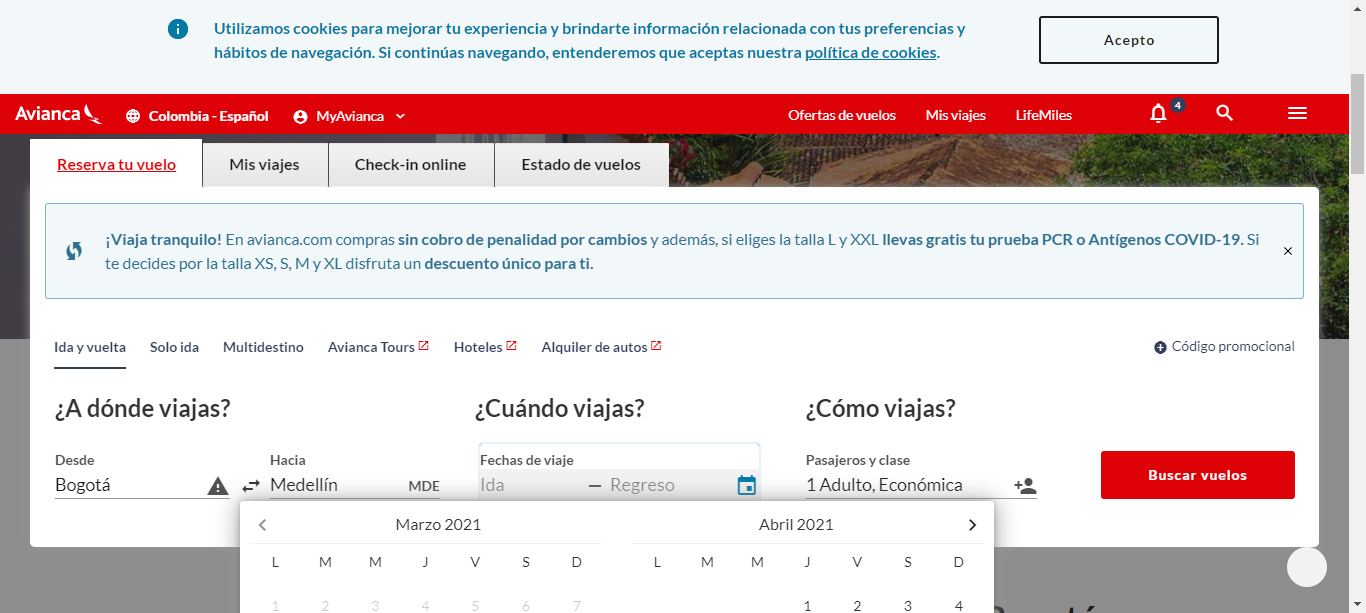 Utilizamos cookies para mejorar tu experiencia y brindarte información relacionada con tus preferencias y
hábitos de navegación. Si continúas navegando, entenderemos que aceptas nuestra política de cookies.
Acepto
Avianca
Colombia - Español
MyAvianca
Ofertas de vuelos
Mis viajes
LifeMiles
4
Reserva tu vuelo
Mis viajes
Check-in online
Estado de vuelos
¡Viaja tranquilo! En avianca.com compras sin cobro de penalidad por cambios y además, si eliges la talla L y XXL llevas gratis tu prueba PCR o Antígenos COVID-19. Si
te decides por la talla XS, S, M y XL disfruta un descuento único para ti.
Ida y vuelta
Solo ida
Multidestino
Avianca Tours
Hoteles
Alquiler de autos
Código promocional
¿A dónde viajas?
¿Cuándo viajas?
¿Cómo viajas?
Desde
Hacia
Fechas de viaje
Pasajeros y clase
Bogotá
Medellín
MDE
Ida
— Regreso
1 Adulto, Económica
Buscar vuelos
Marzo 2021
Abril 2021
L M M J V S D
L M M J V S D
1 2 3 4 5 6 7
1 2 3 4